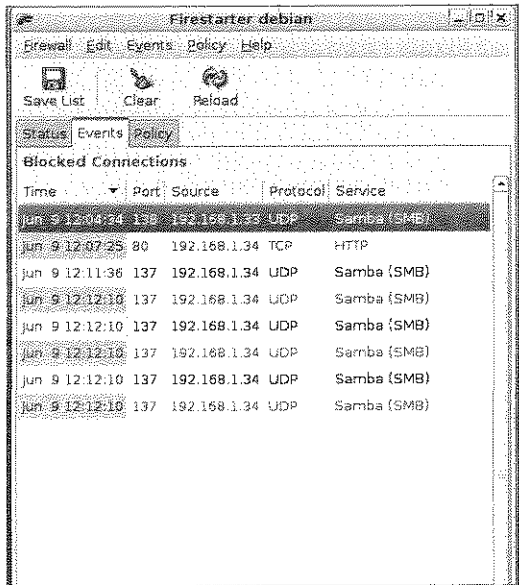 Firestarter debian
Firewall Edit Events Policy Help
Save List Clear Reload
Status Events Policy
Blocked Connections
Time Port Source Protocol Service
Jun 9 12:04:34 138 192.168.1.33 UDP Samba (SMB)
Jun 9 12:07:25 80 192.168.1.34 TCP HTTP
Jun 9 12:11:36 137 192.168.1.34 UDP Samba (SMB)
Jun 9 12:12:10 137 192.168.1.34 UDP Samba (SMB)
Jun 9 12:12:10 137 192.168.1.34 UDP Samba (SMB)
Jun 9 12:12:10 137 192.168.1.34 UDP Samba (SMB)
Jun 9 12:12:10 137 192.168.1.34 UDP Samba (SMB)
Jun 9 12:12:10 137 192.168.1.34 UDP Samba (SMB)